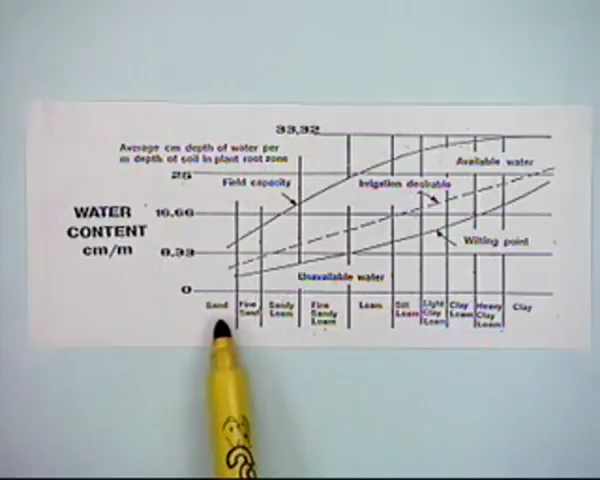 33,32
Average cm depth of water per
m depth of soil in plant root zone
Available water
25
Field capacity
Irrigation desirable
WATER
CONTENT
cm/m
16,66
Wilting point
8,33
Unavailable water
0
Sand
Fine
Sand
Sandy
Loam
Fine
Sandy
Loam
Loam
Silt
Loam
Light
Clay
Loam
Clay
Loam
Heavy
Clay
Loam
Clay